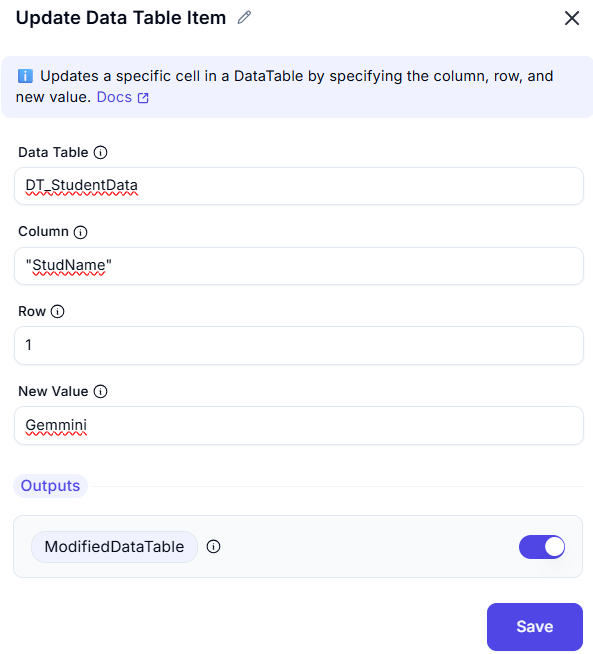 Update Data Table Item
Updates a specific cell in a DataTable by specifying the column, row, and
new value. Docs
Data Table
DT_StudentData
Column
"StudName"
Row
1
New Value
Gemmini
Outputs
ModifiedDataTable
Save